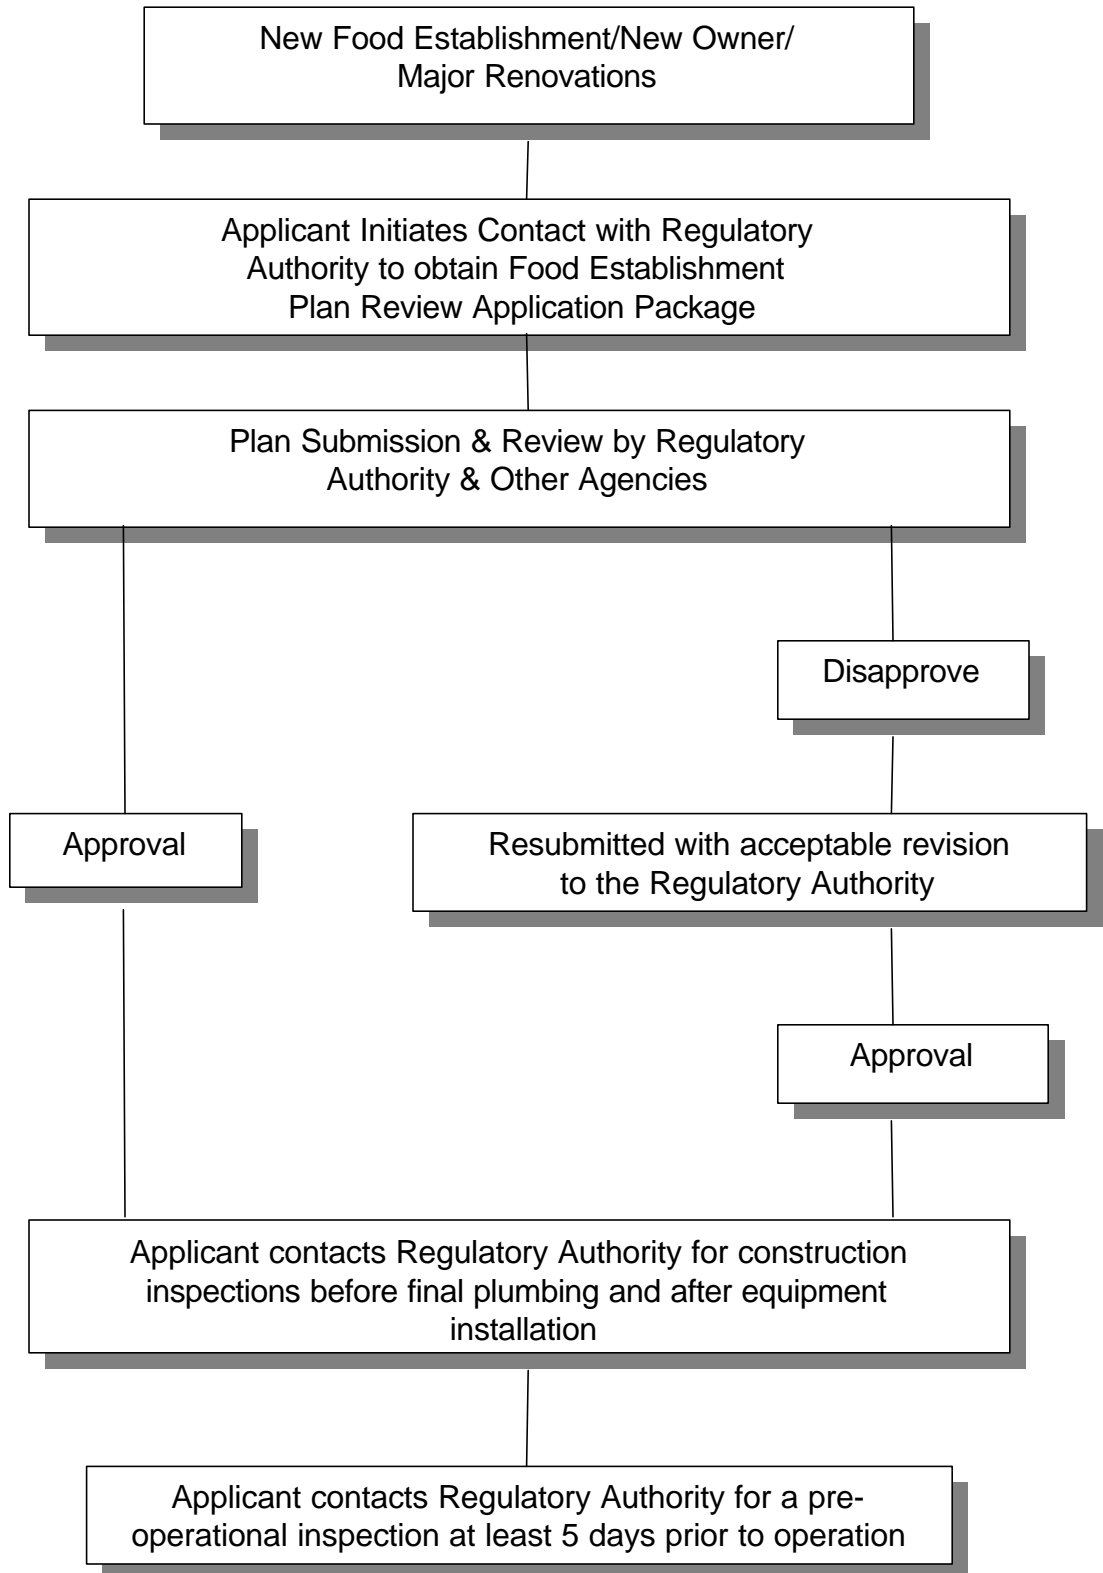 New Food Establishment/New Owner/
Major Renovations
Applicant Initiates Contact with Regulatory
Authority to obtain Food Establishment
Plan Review Application Package
Plan Submission & Review by Regulatory
Authority & Other Agencies
Disapprove
Approval
Resubmitted with acceptable revision
to the Regulatory Authority
Approval
Applicant contacts Regulatory Authority for construction
inspections before final plumbing and after equipment
installation
Applicant contacts Regulatory Authority for a pre-
operational inspection at least 5 days prior to operation